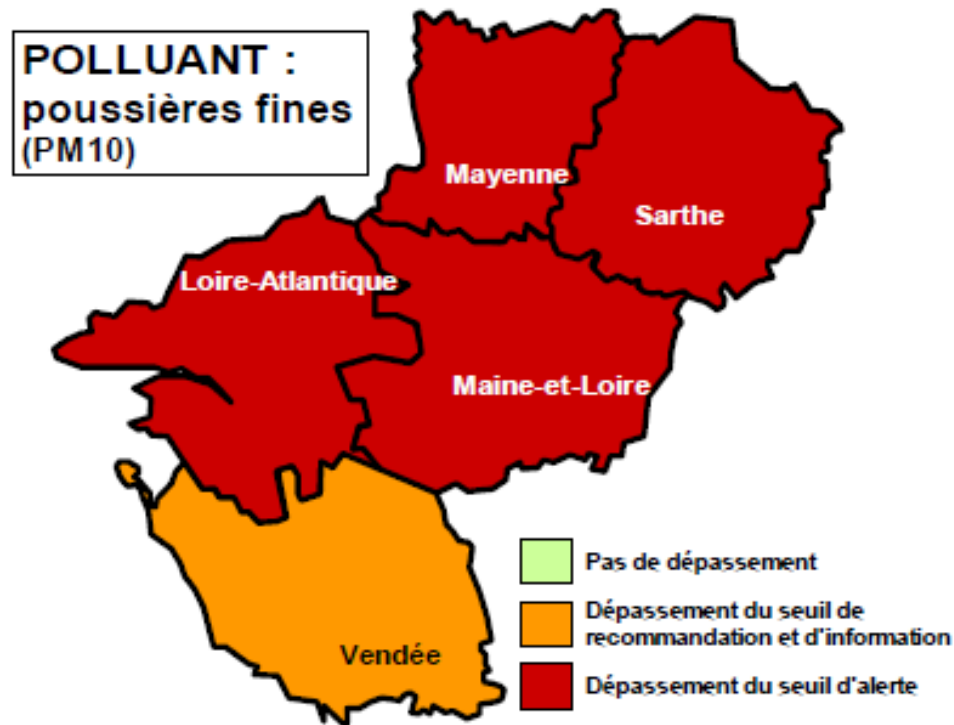 POLLUANT :
poussières fines
(PM10)
Mayenne
Sarthe
Loire-Atlantique
Maine-et-Loire
Vendée
Pas de dépassement
Dépassement du seuil de
recommandation et d'information
Dépassement du seuil d'alerte